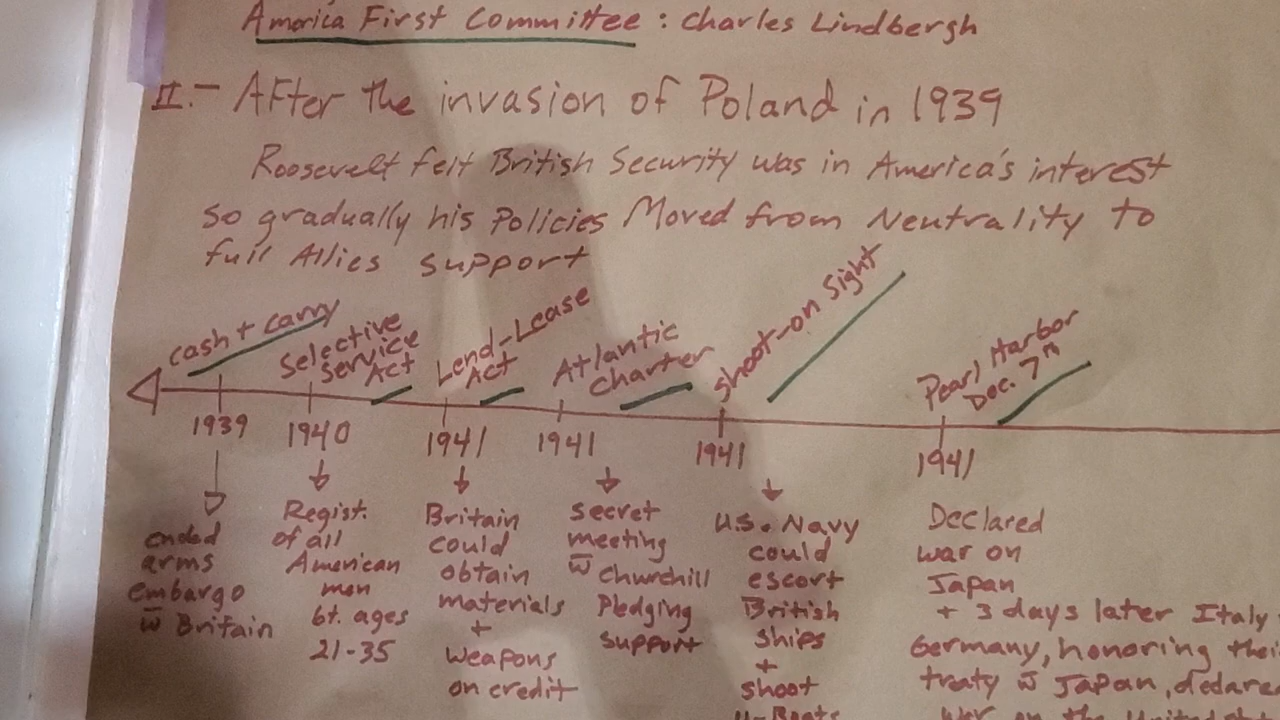 America First Committee : Charles Lindbergh
II.- After the invasion of Poland in 1939
Roosevelt felt British Security was in America's interest
so gradually his Policies Moved from Neutrality to
full Allies support
cash + carry
Selective
Service
Act
Lend-Lease
Act
Atlantic
Charter
shoot-on Sight
Pearl Harbor
Dec. 7th
1939
1940
1941
1941
1941
1941
ended
arms
embargo
w̄ Britain
Regist.
of all
American
men
bt. ages
21-35
Britain
could
obtain
materials
+
weapons
on credit
secret
meeting
w̄ Churchill
Pledging
support
U.S. Navy
could
escort
British
ships
+
shoot
U-Boats
Declared
war on
Japan
+ 3 days later Italy
Germany, honoring their
treaty w̄ Japan, declared
war on the United